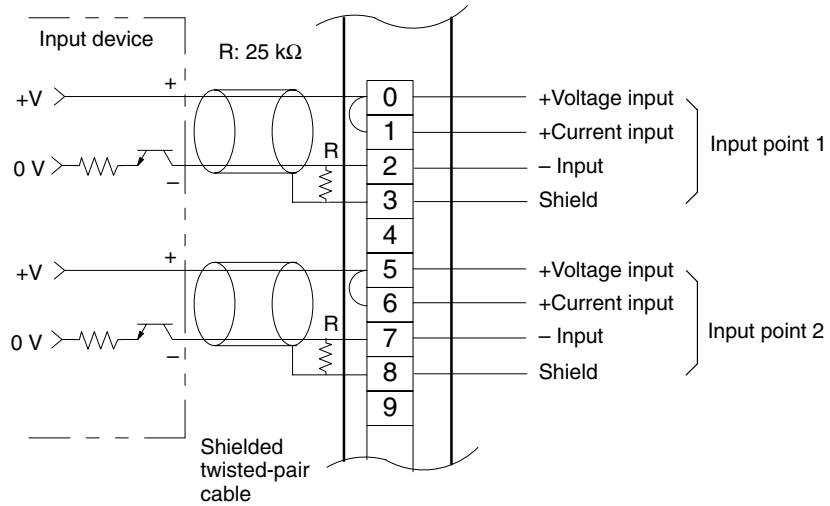 Input device
R: 25 kΩ
+V
+
0
+Voltage input
1
+Current input
Input point 1
0 V
–
R
2
– Input
3
Shield
4
+V
+
5
+Voltage input
6
+Current input
Input point 2
0 V
–
R
7
– Input
8
Shield
9
Shielded
twisted-pair
cable